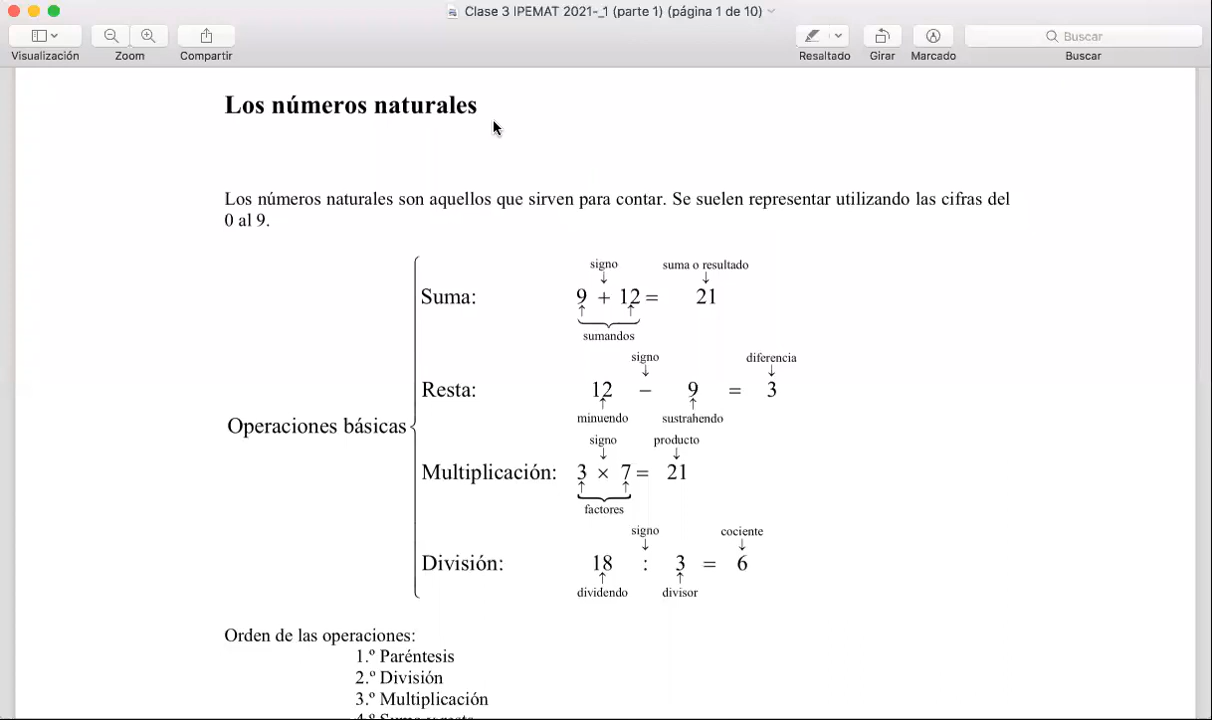 Clase 3 IPEMAT 2021-_1 (parte 1) (página 1 de 10)
Visualización
Zoom
Compartir
Resaltado
Girar
Marcado
Buscar
Buscar
Los números naturales
Los números naturales son aquellos que sirven para contar. Se suelen representar utilizando las cifras del
0 al 9.
Operaciones básicas
signo suma o resultado
↓ ↓
Suma: 9 + 12 = 21
↑ ↑
sumandos
signo diferencia
↓ ↓
Resta: 12 − 9 = 3
↑ ↑
minuendo sustrahendo
signo producto
↓ ↓
Multiplicación: 3 × 7 = 21
↑ ↑
factores
signo cociente
↓ ↓
División: 18 : 3 = 6
↑ ↑
dividendo divisor
Orden de las operaciones:
1.º Paréntesis
2.º División
3.º Multiplicación
4.º Suma y resta